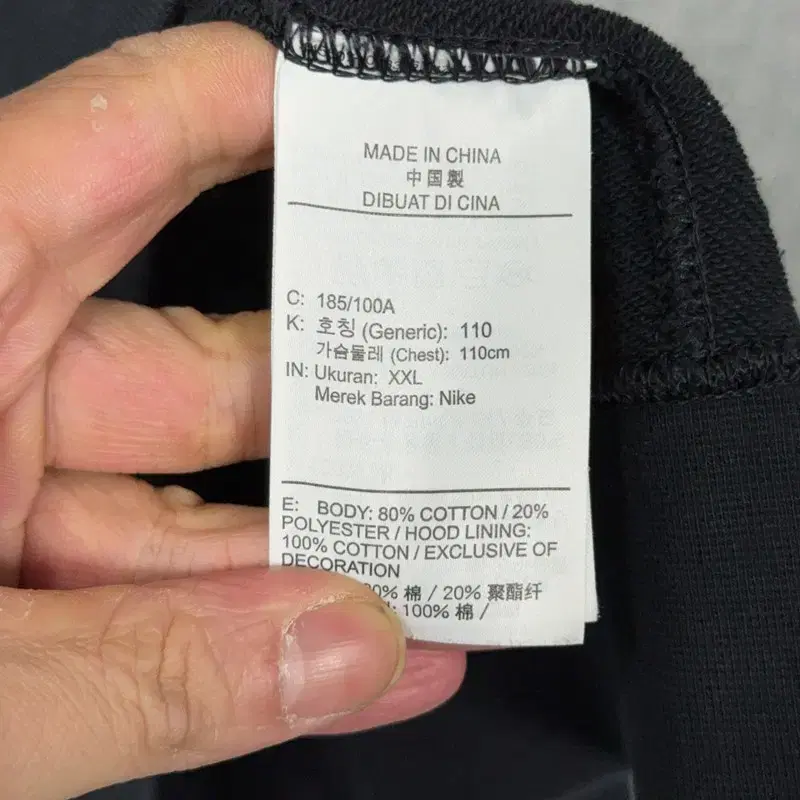 MADE IN CHINA
中国製
DIBUAT DI CINA
C: 185/100A
K: 호칭 (Generic): 110
가슴둘레 (Chest): 110cm
IN: Ukuran: XXL
Merek Barang: Nike
E: BODY: 80% COTTON / 20%
POLYESTER / HOOD LINING:
100% COTTON / EXCLUSIVE OF
DECORATION
棉 / 20% 聚酯纤
100% 棉 /